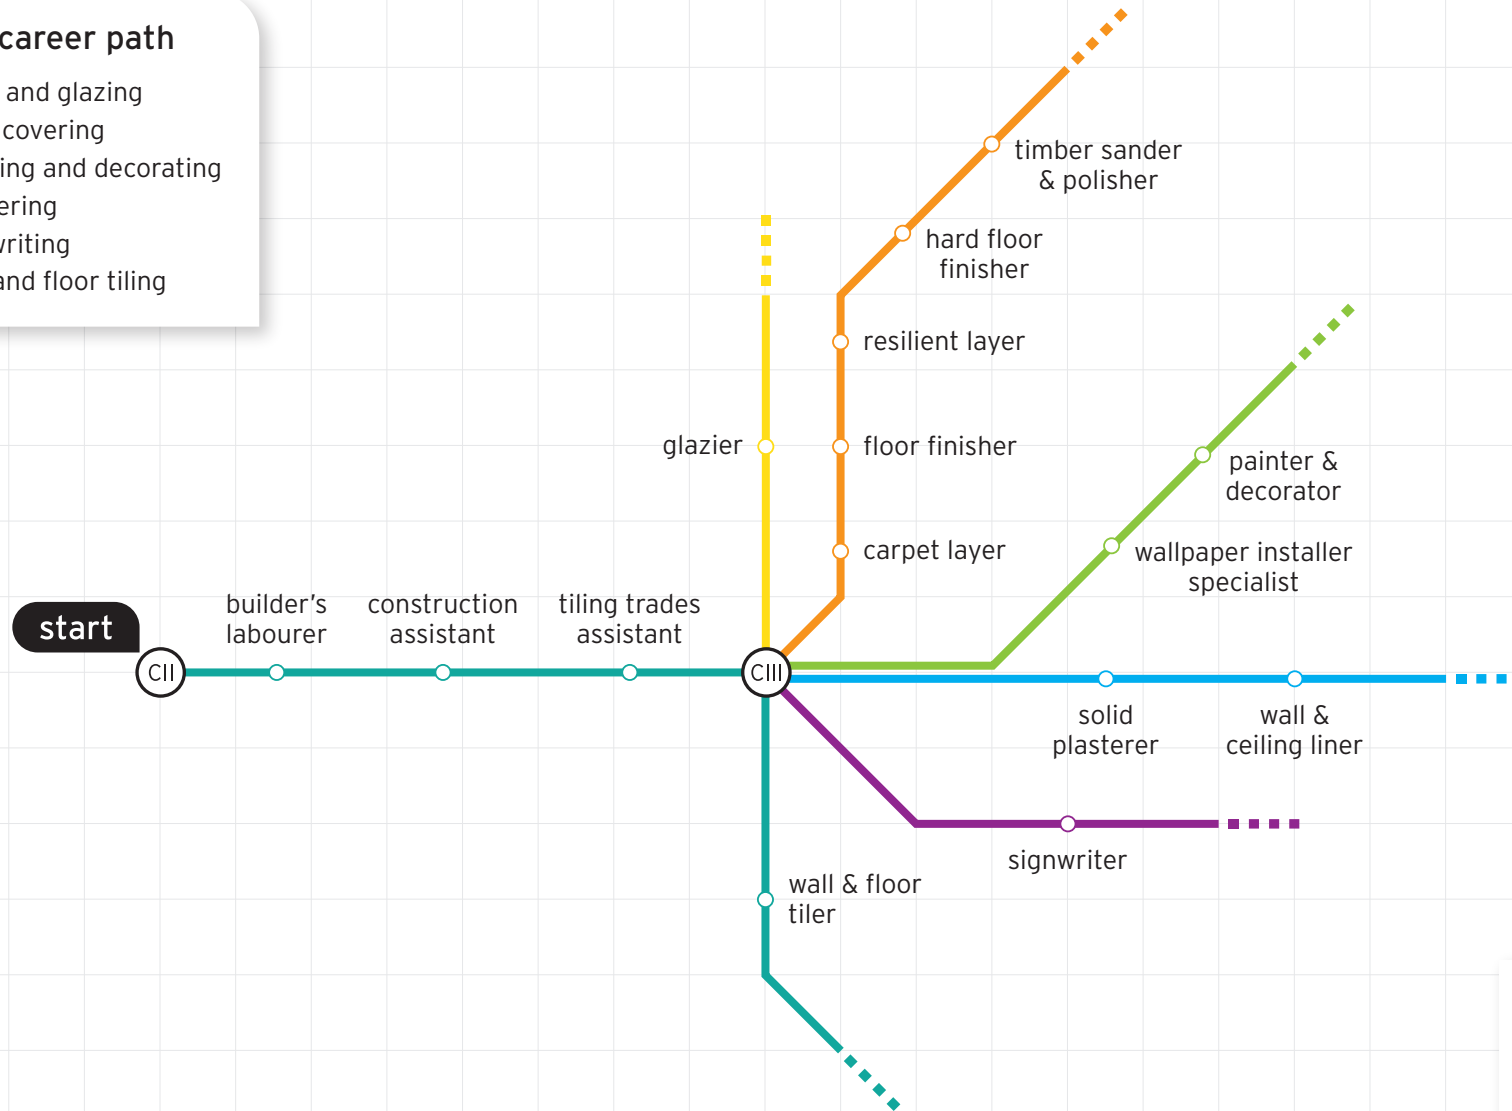 career path
and glazing
covering
ing and decorating
ering
writing
and floor tiling
timber sander
& polisher
hard floor
finisher
resilient layer
glazier
floor finisher
painter &
decorator
carpet layer
wallpaper installer
specialist
start
builder's
labourer
construction
assistant
tiling trades
assistant
CII
CIII
solid
plasterer
wall &
ceiling liner
signwriter
wall & floor
tiler